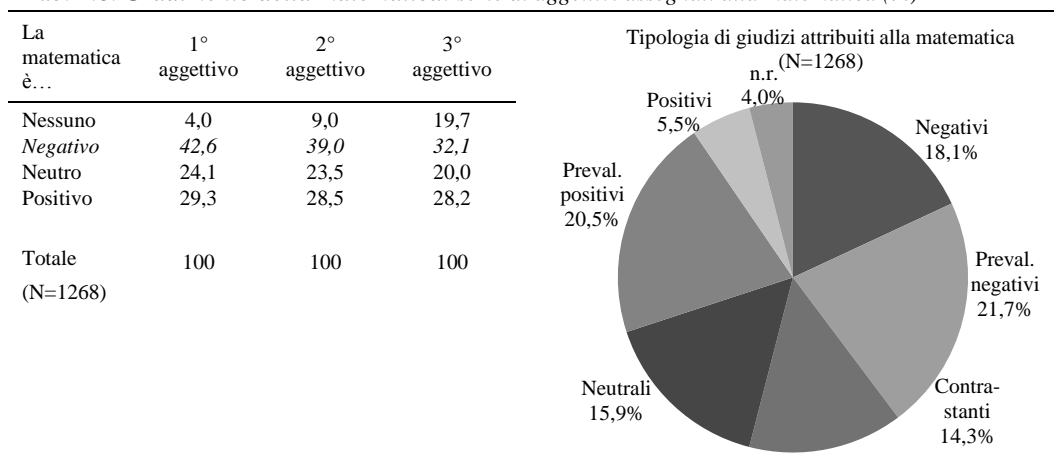 La
matematica
è…
1°
aggettivo
2°
aggettivo
3°
aggettivo
Nessuno 4,0 9,0 19,7
Negativo 42,6 39,0 32,1
Neutro 24,1 23,5 20,0
Positivo 29,3 28,5 28,2
Totale 100 100 100
(N=1268)
Tipologia di giudizi attribuiti alla matematica
(N=1268)
n.r.
4,0%
Positivi
5,5%
Negativi
18,1%
Preval.
positivi
20,5%
Preval.
negativi
21,7%
Neutrali
15,9%
Contra-
stanti
14,3%